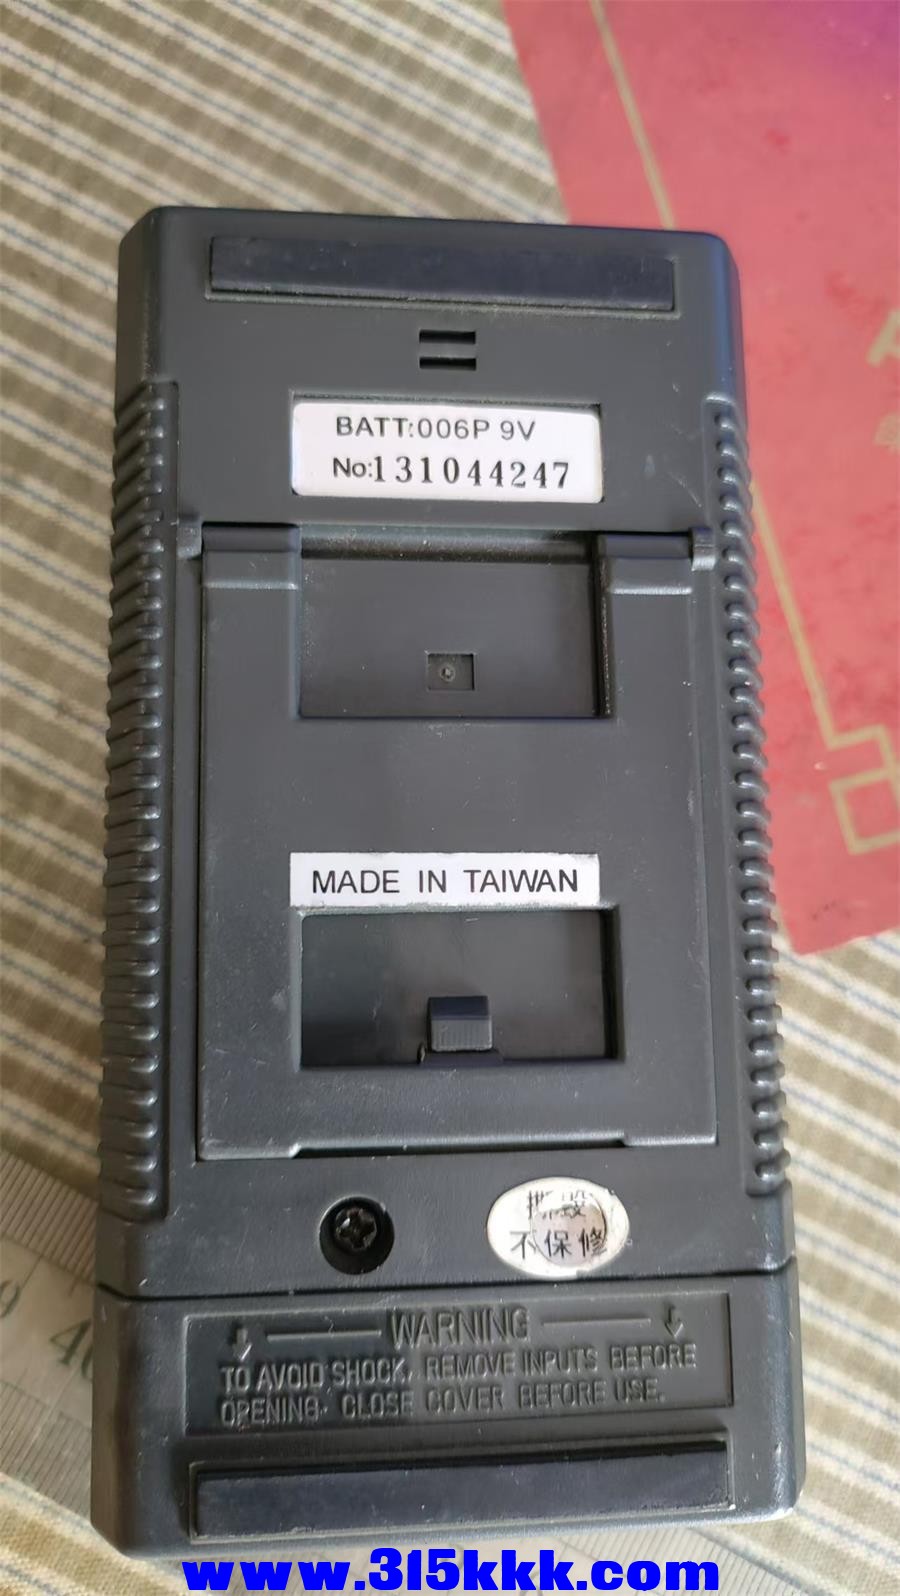 BATT:006P 9V
No:131044247
MADE IN TAIWAN
不保修
WARNING
TO AVOID SHOCK, REMOVE INPUTS BEFORE
OPENING. CLOSE COVER BEFORE USE.
www.315kkk.com